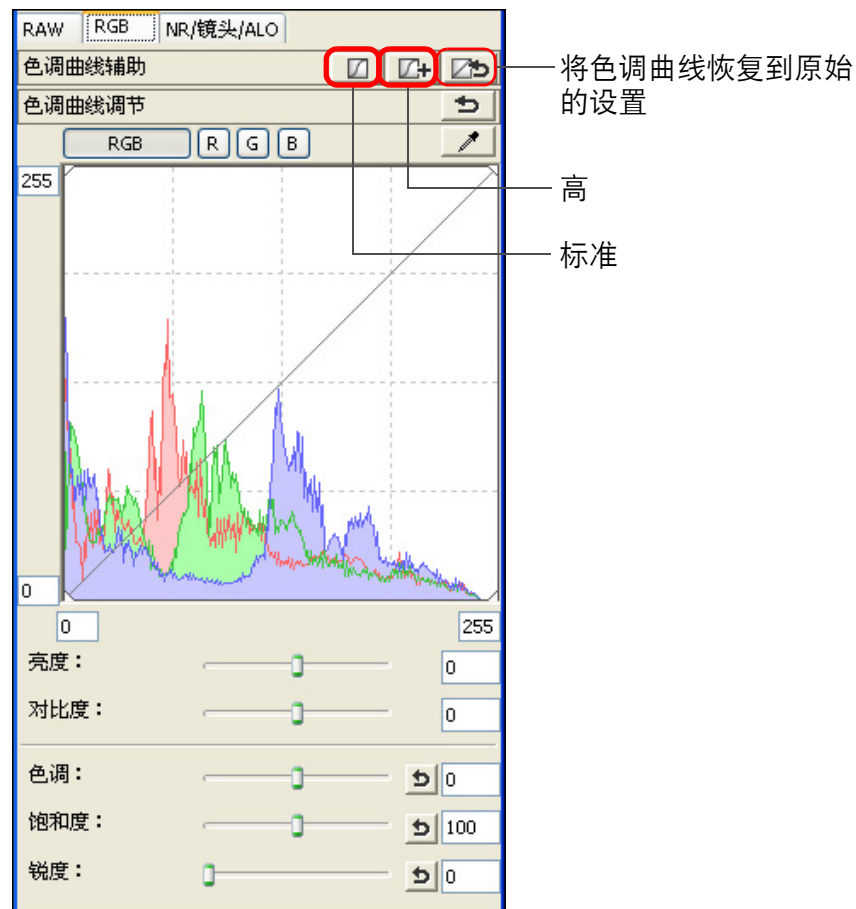 RAW RGB NR/镜头/ALO
色调曲线辅助
将色调曲线恢复到原始
的设置
色调曲线调节
RGB R G B
255
高
标准
0
0 255
亮度： 0
对比度： 0
色调： 0
饱和度： 100
锐度： 0